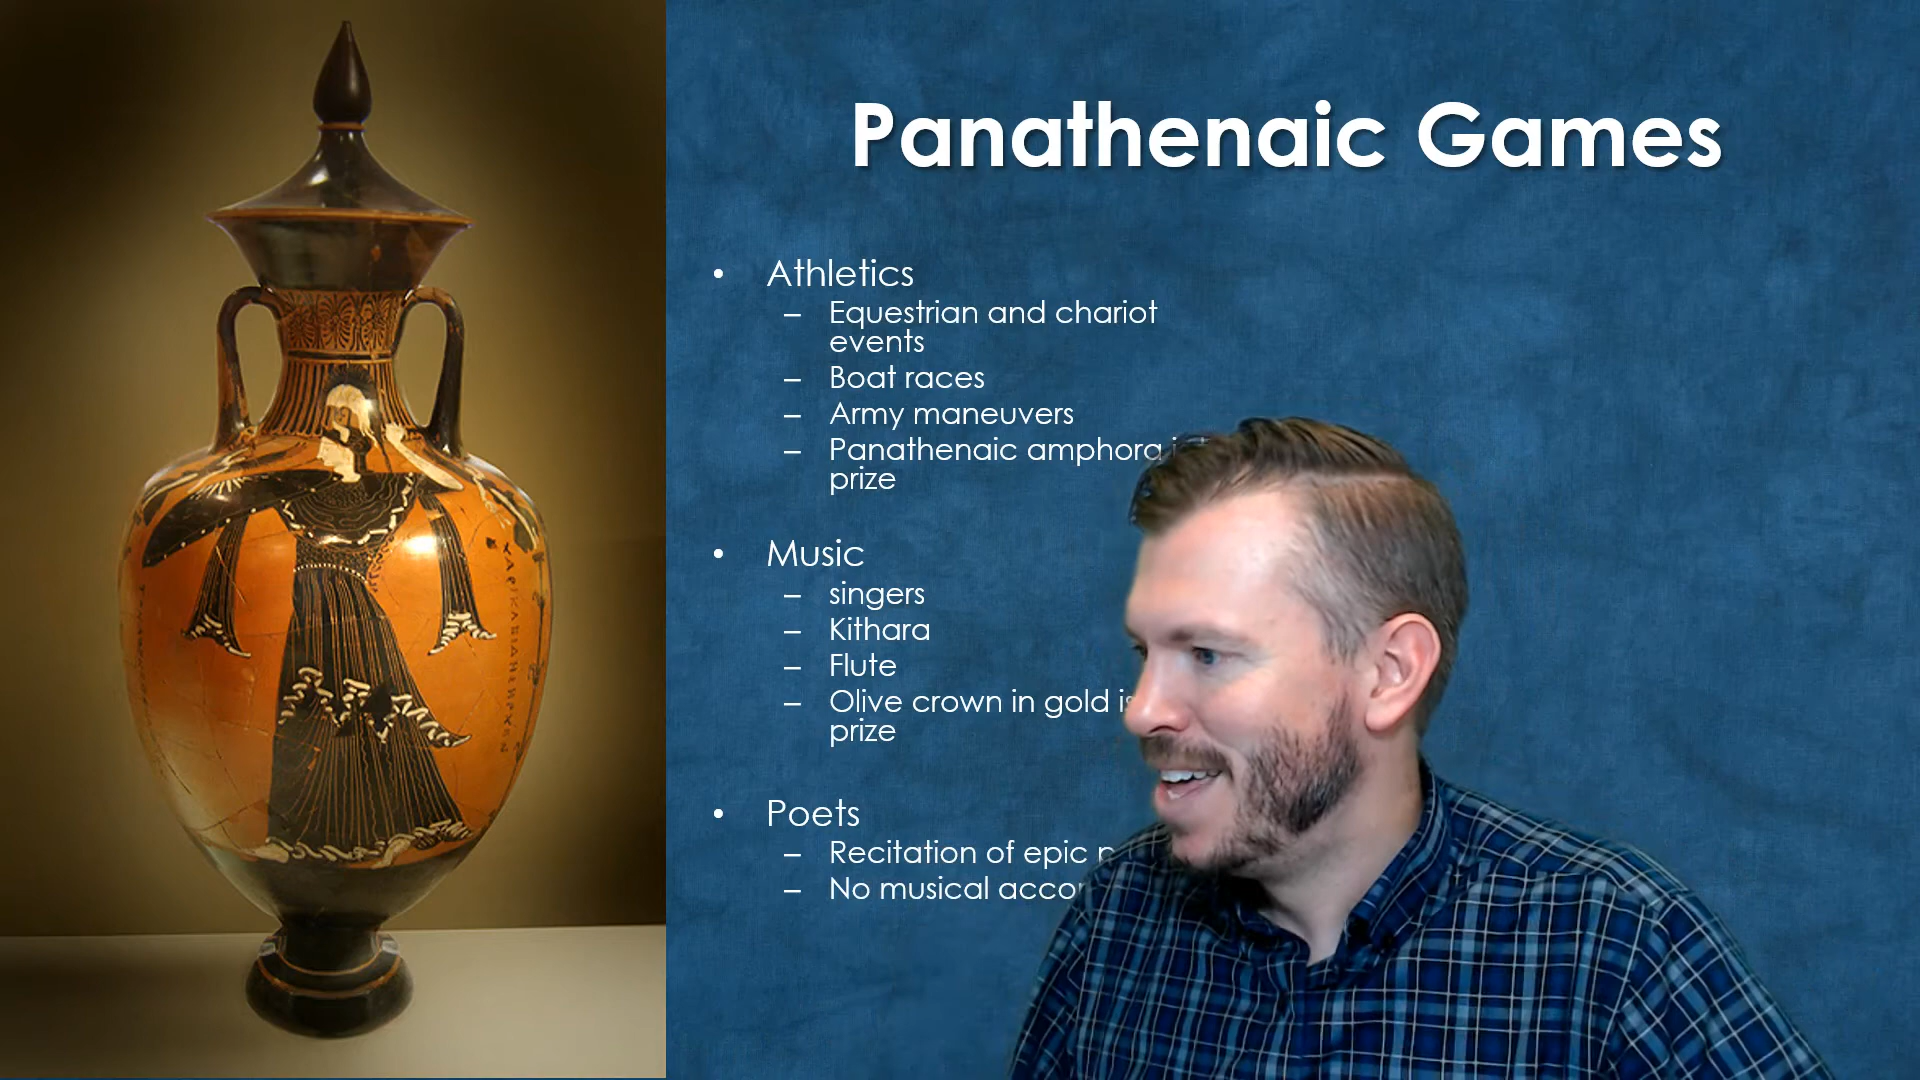 Panathenaic Games
• Athletics
– Equestrian and chariot
events
– Boat races
– Army maneuvers
– Panathenaic amphora
prize
• Music
– singers
– Kithara
– Flute
– Olive crown in gold is
prize
• Poets
– Recitation of epic
– No musical